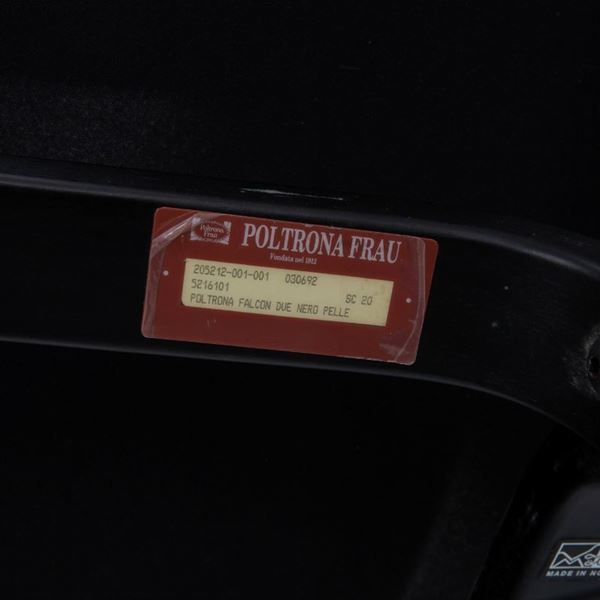 Poltrona
Frau
POLTRONA FRAU
Fondata nel 1912
205212-001-001 030692
5216101 SC 20
POLTRONA FALCON DUE NERO PELLE
MADE IN NO